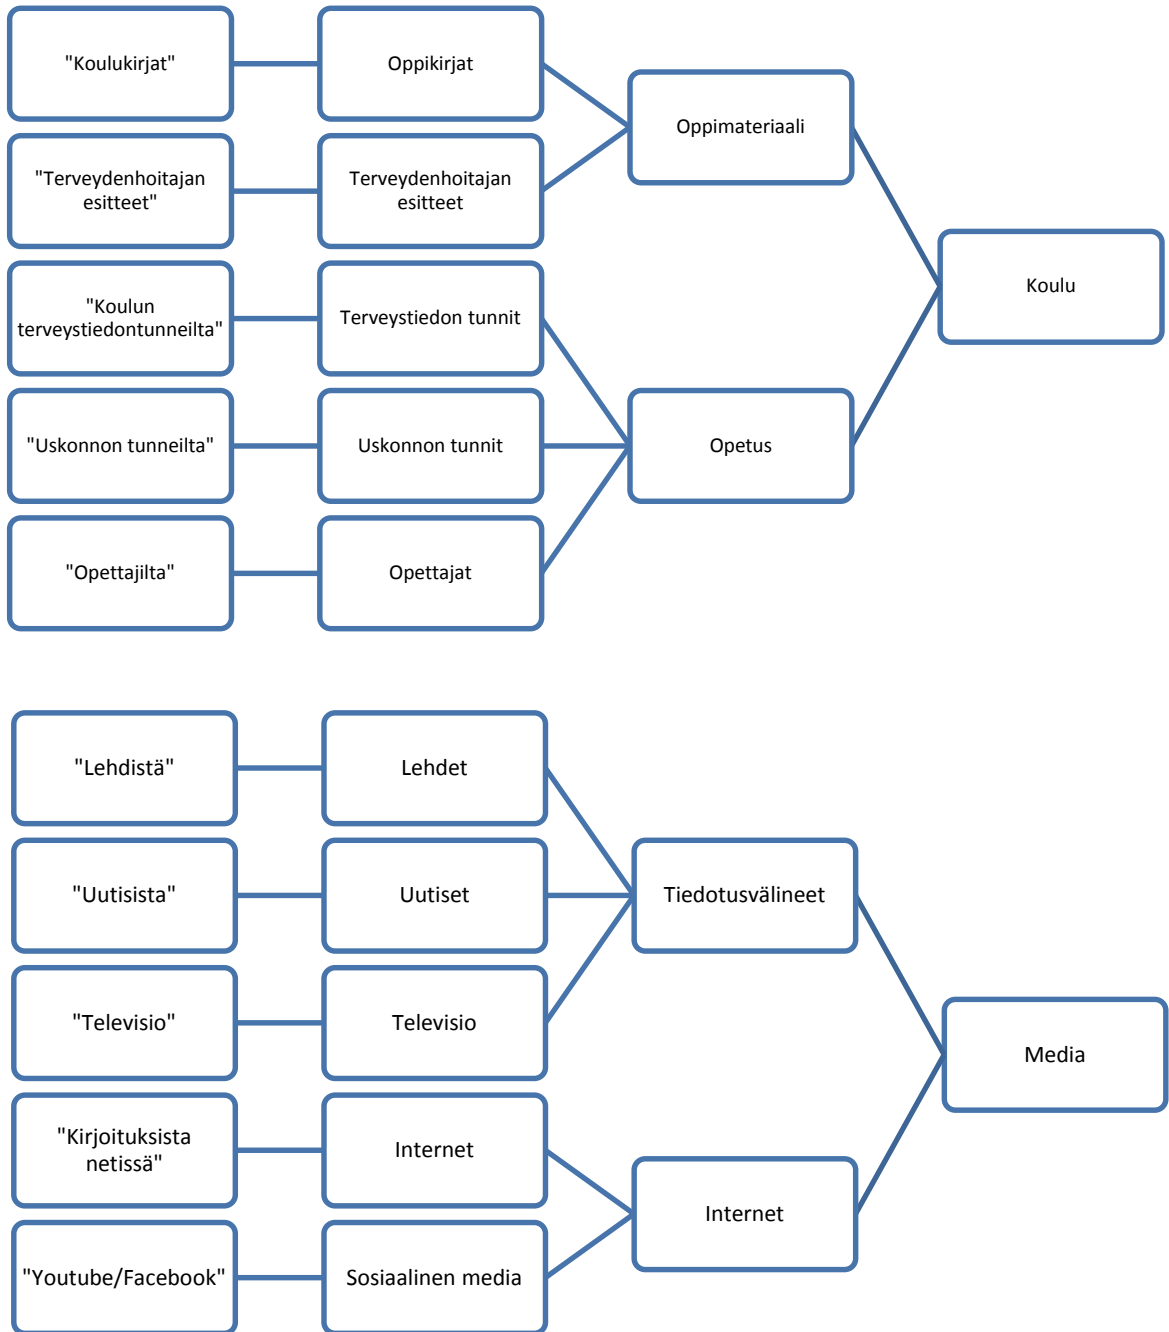 "Koulukirjat"
Oppikirjat
Oppimateriaali
"Terveydenhoitajan
esitteet"
Terveydenhoitajan
esitteet
Koulu
"Koulun
terveystiedontunneilta"
Terveystiedon tunnit
"Uskonnon tunneilta"
Uskonnon tunnit
Opetus
"Opettajilta"
Opettajat
"Lehdistä"
Lehdet
"Uutisista"
Uutiset
Tiedotusvälineet
"Televisio"
Televisio
Media
"Kirjoituksista
netissä"
Internet
Internet
"Youtube/Facebook"
Sosiaalinen media